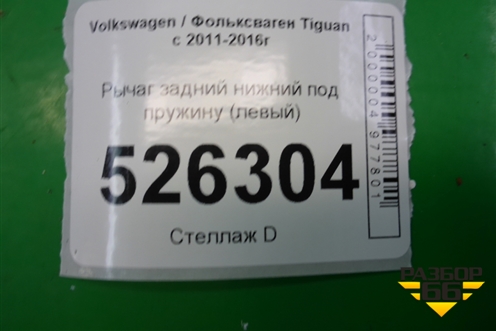 Volkswagen / Фольксваген Tiguan
с 2011-2016г
Рычаг задний нижний под
пружину (левый)
526304
Стеллаж D
2000004977801
РАЗБОР
66